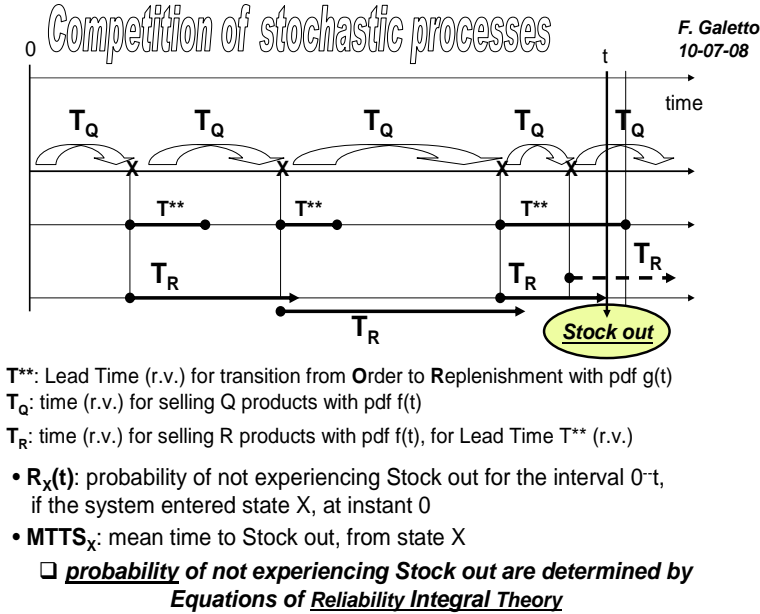 Competition of stochastic processes
F. Galetto
10-07-08
0
t
time
T_Q T_Q T_Q T_Q T_Q
X X X X
T** T** T**
T_R
T_R T_R
T_R
Stock out
T**: Lead Time (r.v.) for transition from Order to Replenishment with pdf g(t)
T_Q: time (r.v.) for selling Q products with pdf f(t)
T_R: time (r.v.) for selling R products with pdf f(t), for Lead Time T** (r.v.)
• R_X(t): probability of not experiencing Stock out for the interval 0--t,
if the system entered state X, at instant 0
• MTTS_X: mean time to Stock out, from state X
❑ probability of not experiencing Stock out are determined by
Equations of Reliability Integral Theory